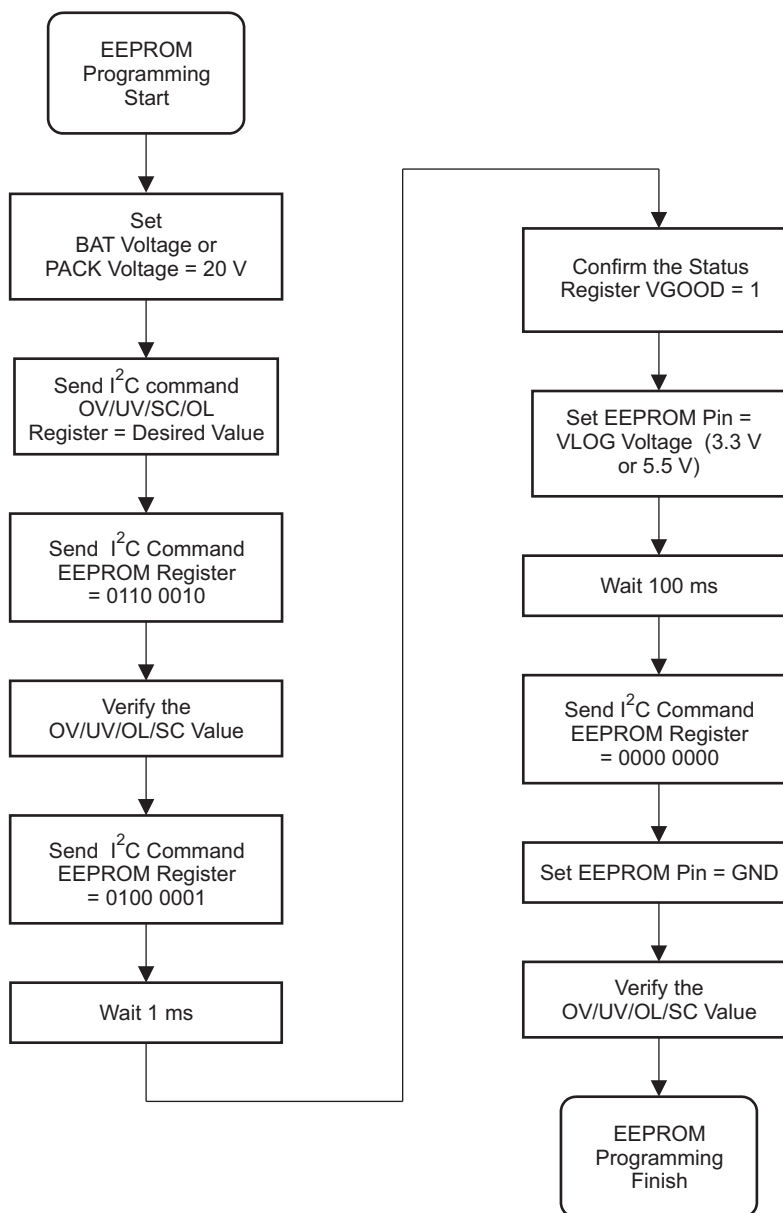 EEPROM
Programming
Start
Set
BAT Voltage or
PACK Voltage = 20 V
Send I²C command
OV/UV/SC/OL
Register = Desired Value
Send I²C Command
EEPROM Register
= 0110 0010
Verify the
OV/UV/OL/SC Value
Send I²C Command
EEPROM Register
= 0100 0001
Wait 1 ms
Confirm the Status
Register VGOOD = 1
Set EEPROM Pin =
VLOG Voltage (3.3 V
or 5.5 V)
Wait 100 ms
Send I²C Command
EEPROM Register
= 0000 0000
Set EEPROM Pin = GND
Verify the
OV/UV/OL/SC Value
EEPROM
Programming
Finish